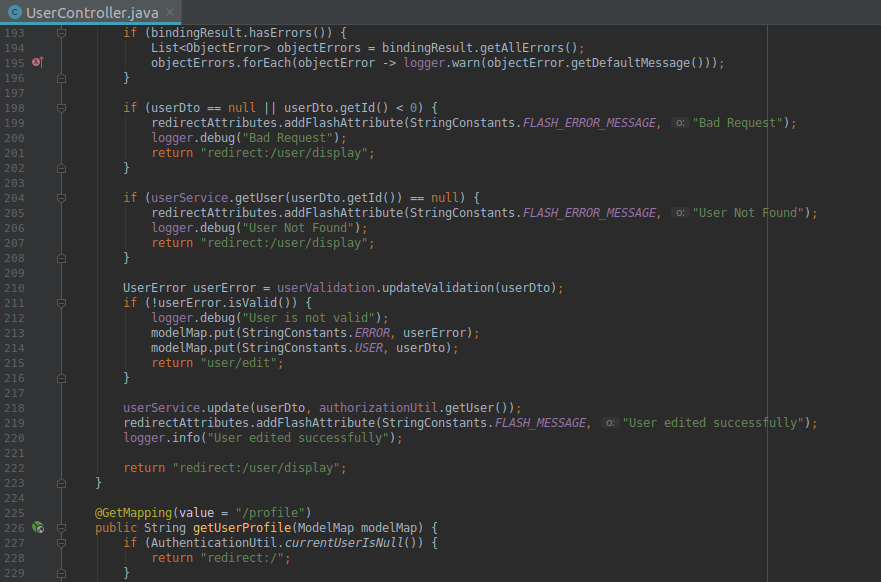 UserController.java
193 if (bindingResult.hasErrors()) {
194 List<ObjectError> objectErrors = bindingResult.getAllErrors();
195 objectErrors.forEach(objectError -> logger.warn(objectError.getDefaultMessage()));
196 }
197
198 if (userDto == null || userDto.getId() < 0) {
199 redirectAttributes.addFlashAttribute(StringConstants.FLASH_ERROR_MESSAGE, o: "Bad Request");
200 logger.debug("Bad Request");
201 return "redirect:/user/display";
202 }
203
204 if (userService.getUser(userDto.getId()) == null) {
205 redirectAttributes.addFlashAttribute(StringConstants.FLASH_ERROR_MESSAGE, o: "User Not Found");
206 logger.debug("User Not Found");
207 return "redirect:/user/display";
208 }
209
210 UserError userError = userValidation.updateValidation(userDto);
211 if (!userError.isValid()) {
212 logger.debug("User is not valid");
213 modelMap.put(StringConstants.ERROR, userError);
214 modelMap.put(StringConstants.USER, userDto);
215 return "user/edit";
216 }
217
218 userService.update(userDto, authorizationUtil.getUser());
219 redirectAttributes.addFlashAttribute(StringConstants.FLASH_MESSAGE, o: "User edited successfully");
220 logger.info("User edited successfully");
221
222 return "redirect:/user/display";
223 }
224
225 @GetMapping(value = "/profile")
226 public String getUserProfile(ModelMap modelMap) {
227 if (AuthenticationUtil.currentUserIsNull()) {
228 return "redirect:/";
229 }